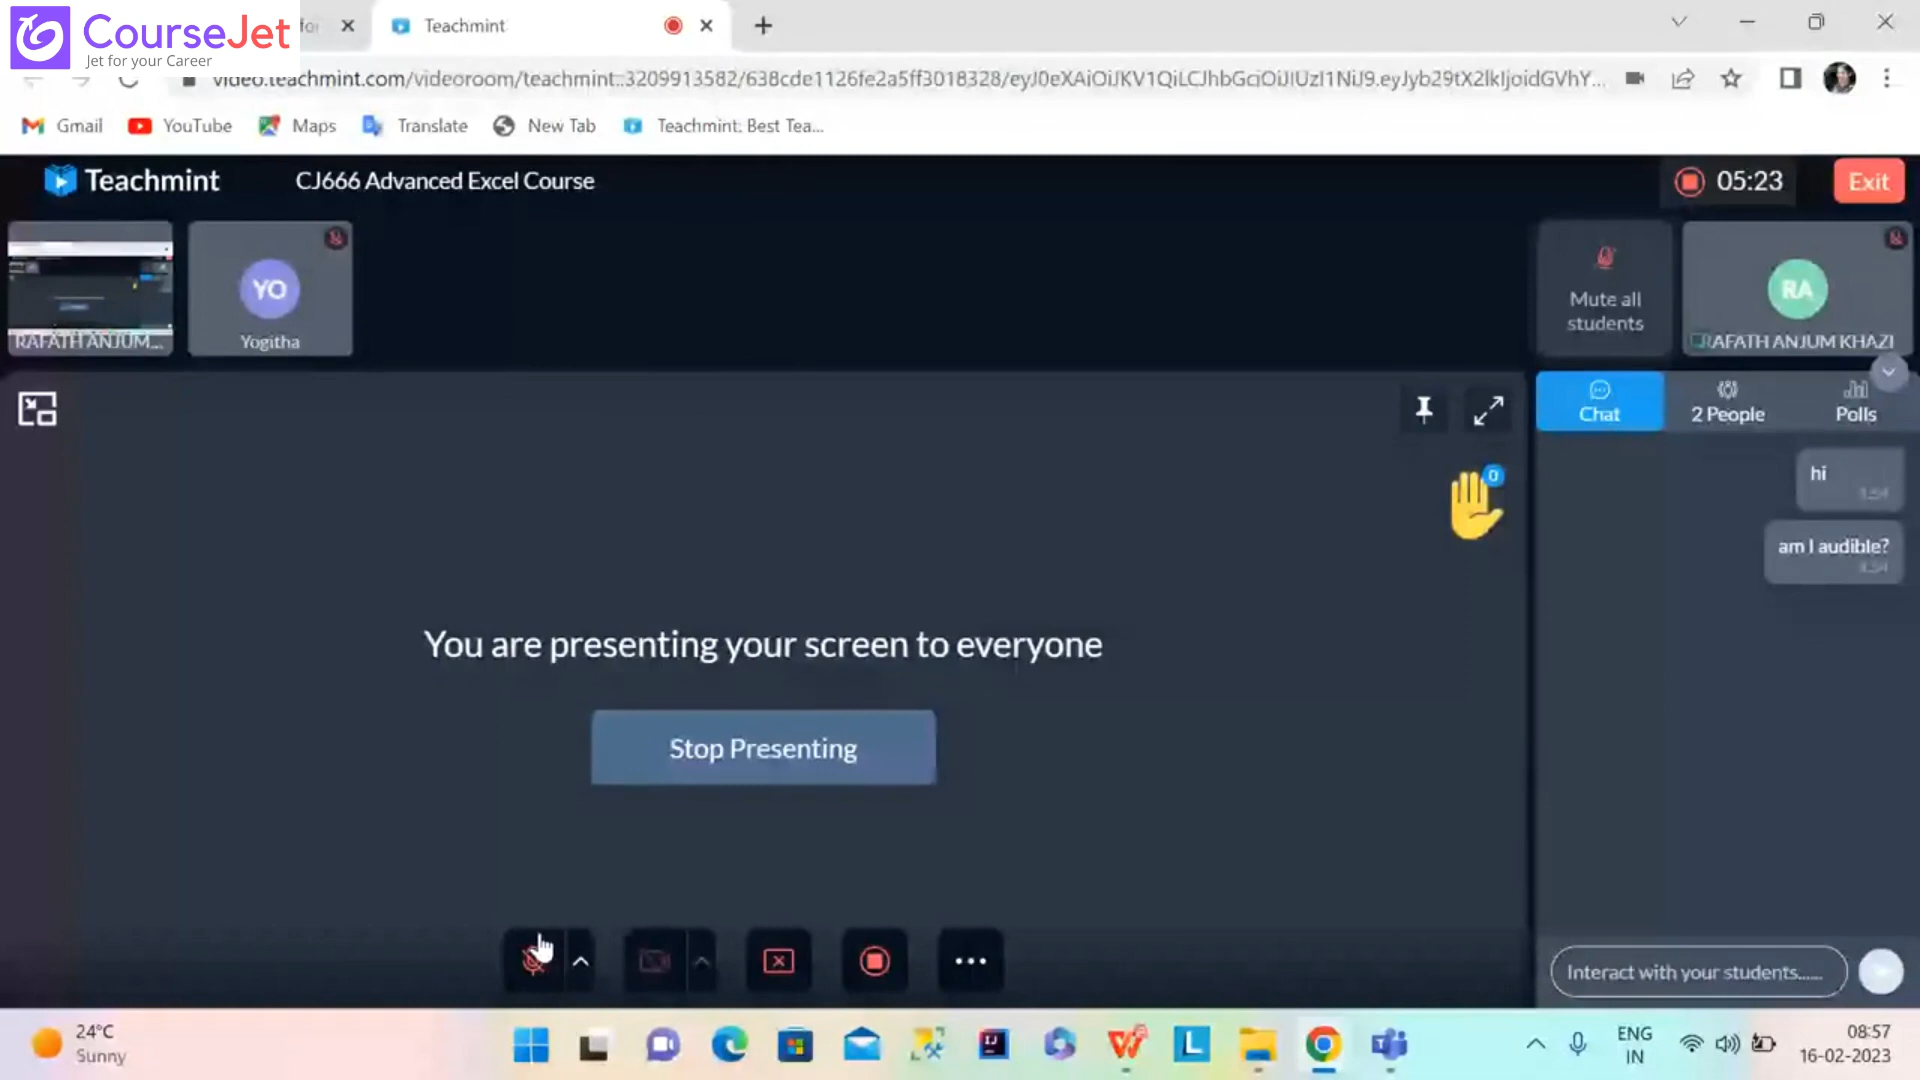 CourseJet
Jet for your Career
Teachmint
video.teachmint.com/videoroom/teachmint..3209913582/638cde1126fe2a5ff3018328/eyJ0eXAiOiJKV1QiLCJhbGciOiJIUzI1NiJ9.eyJyb29tX2lkIjoidGVhY...
Gmail
YouTube
Maps
Translate
New Tab
Teachmint: Best Tea...
Teachmint
CJ666 Advanced Excel Course
05:23
Exit
RAFATH ANJUM...
YO
Yogitha
Mute all
students
RA
RAFATH ANJUM KHAZI
Chat
2 People
Polls
0
hi
am I audible?
You are presenting your screen to everyone
Stop Presenting
Interact with your students......
24°C
Sunny
ENG
IN
08:57
16-02-2023